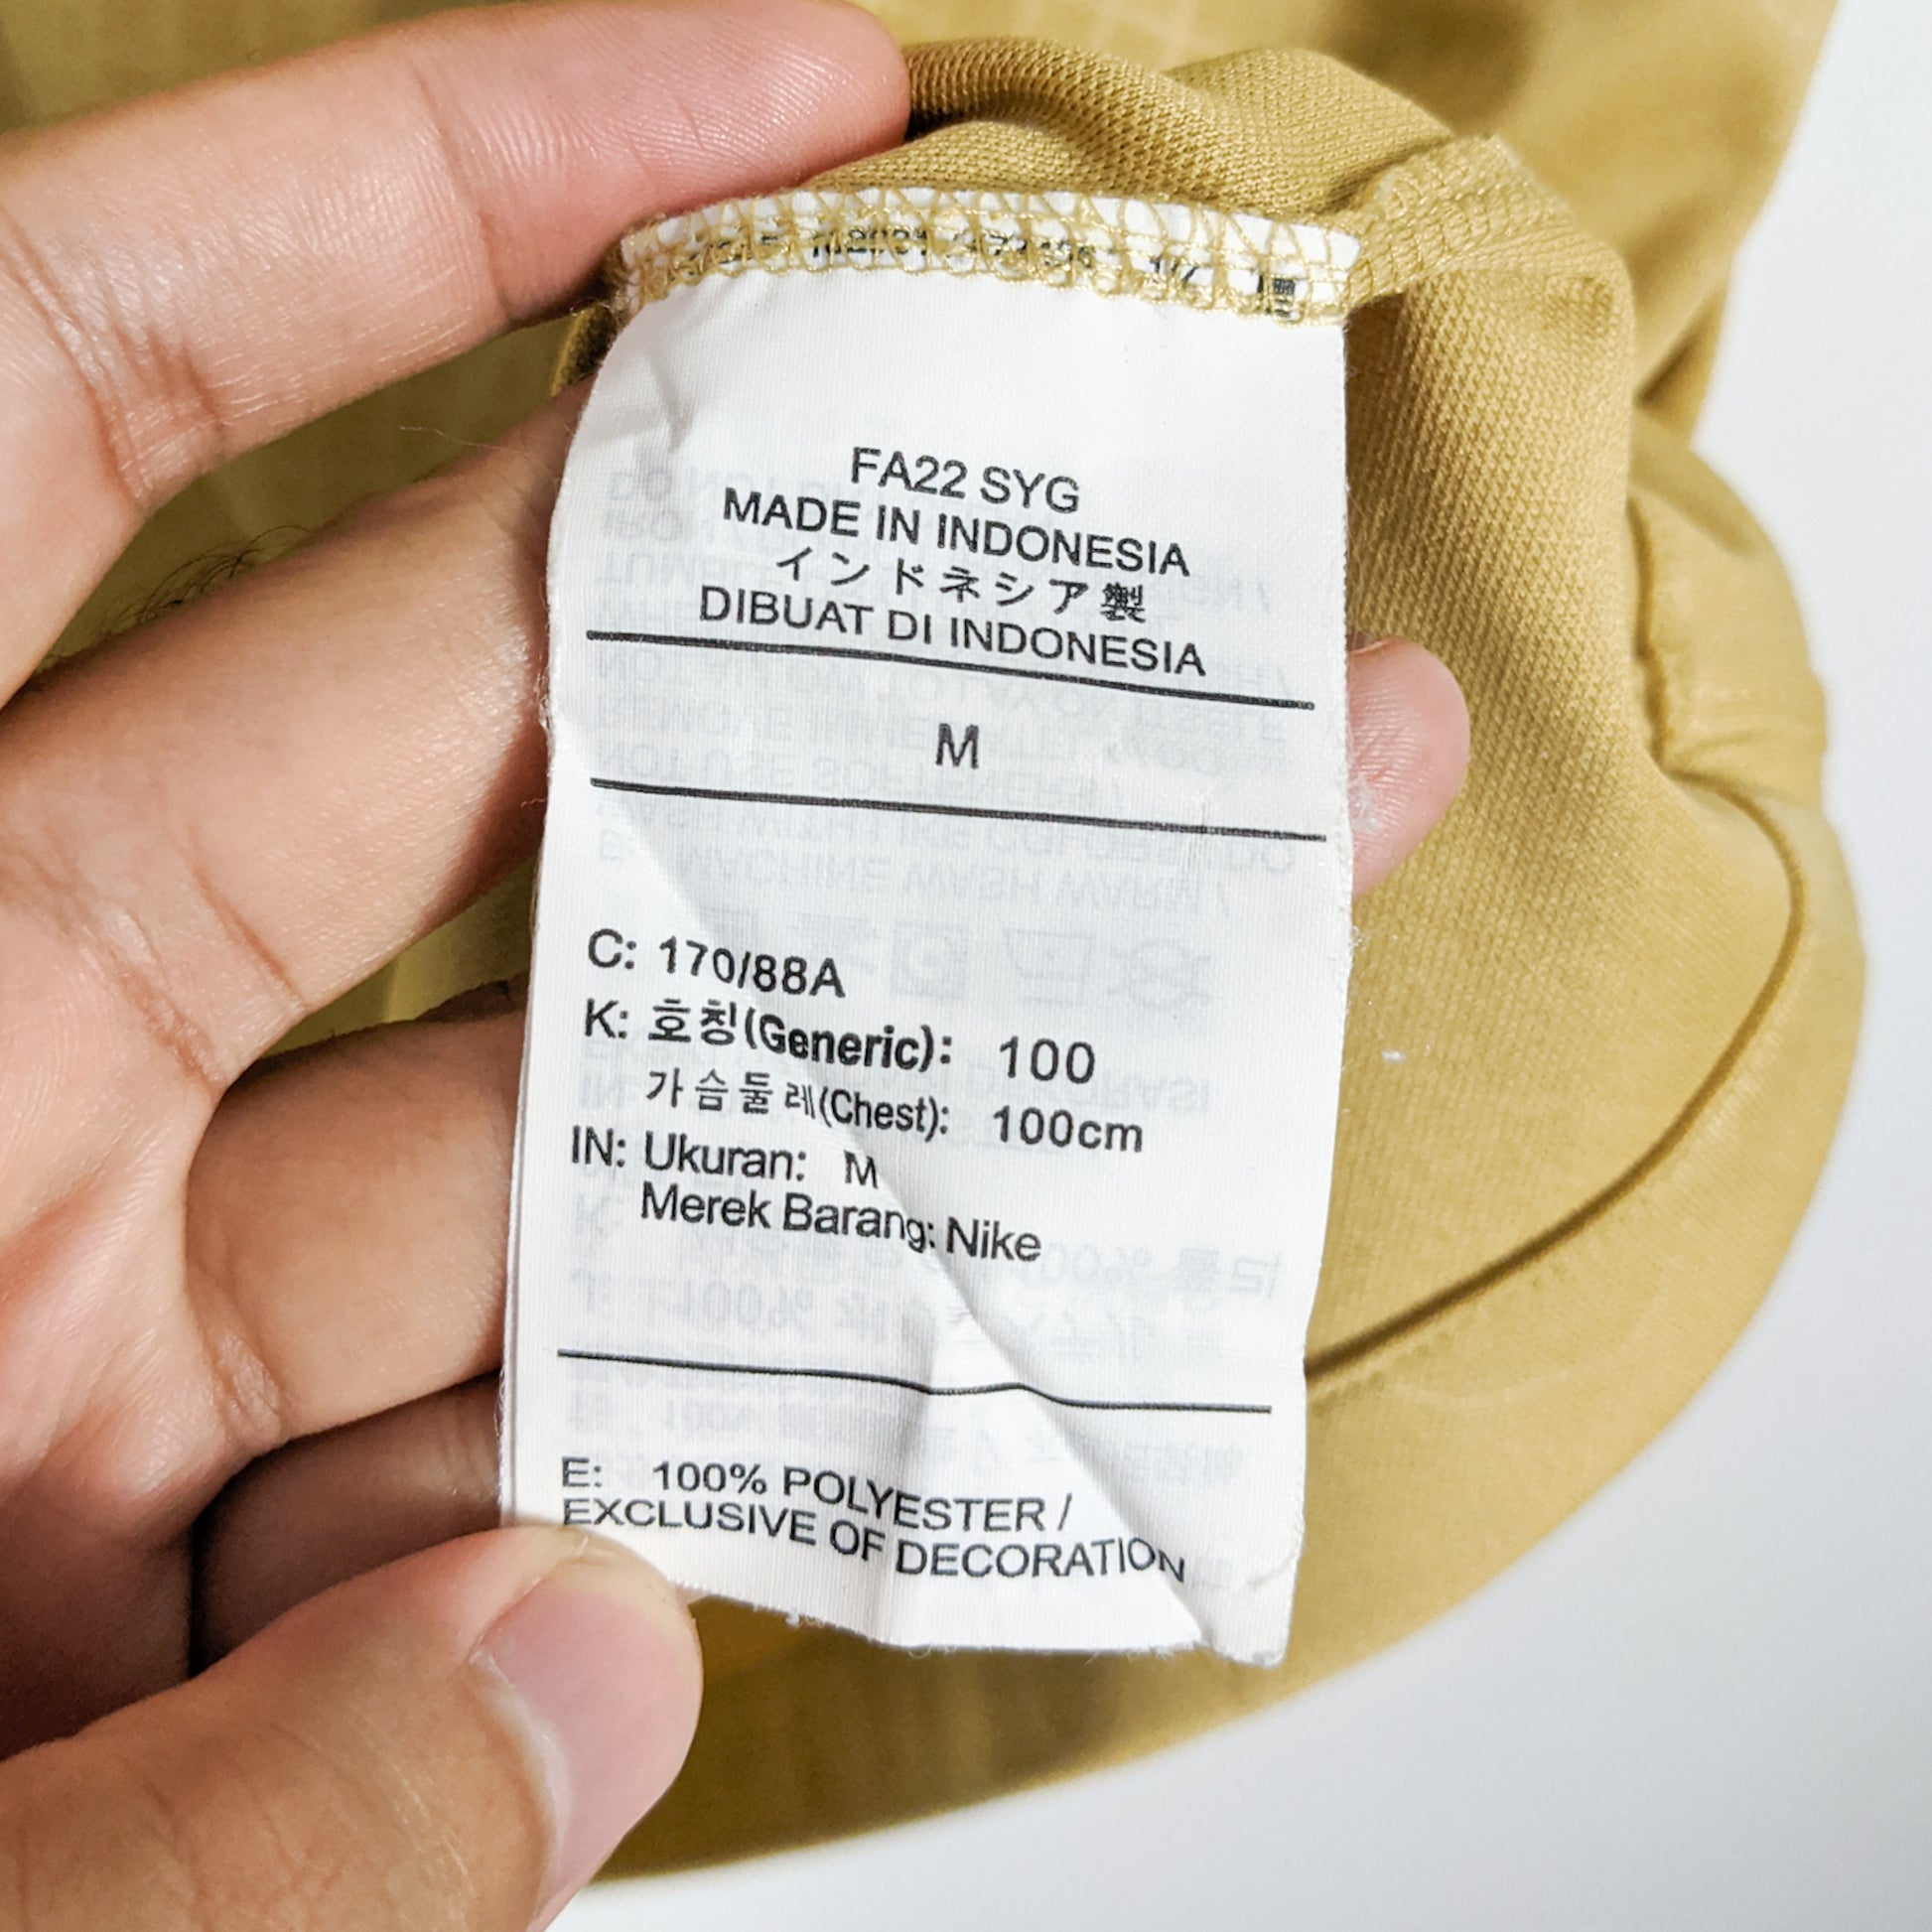 FA22 SYG
MADE IN INDONESIA
インドネシア製
DIBUAT DI INDONESIA
M
C: 170/88A
K: 호칭(Generic): 100
가슴둘레(Chest): 100cm
IN: Ukuran: M
Merek Barang: Nike
E: 100% POLYESTER /
EXCLUSIVE OF DECORATION